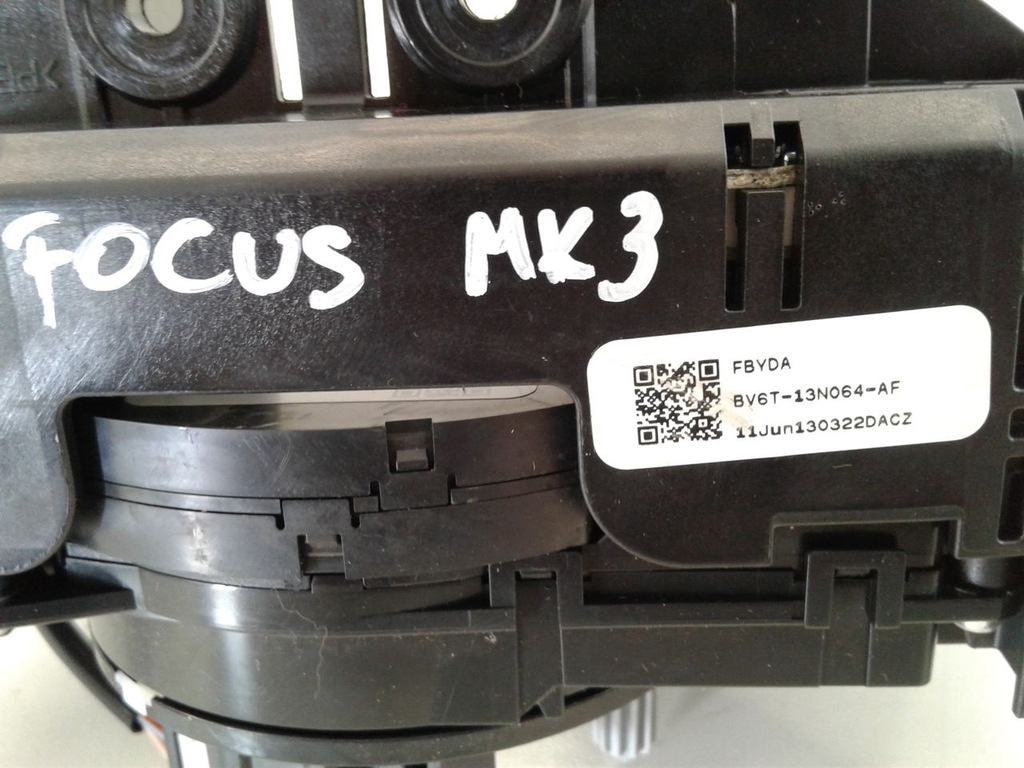 FOCUS MK3
FBYDA
BV6T-13N064-AF
11Jun130322DACZ